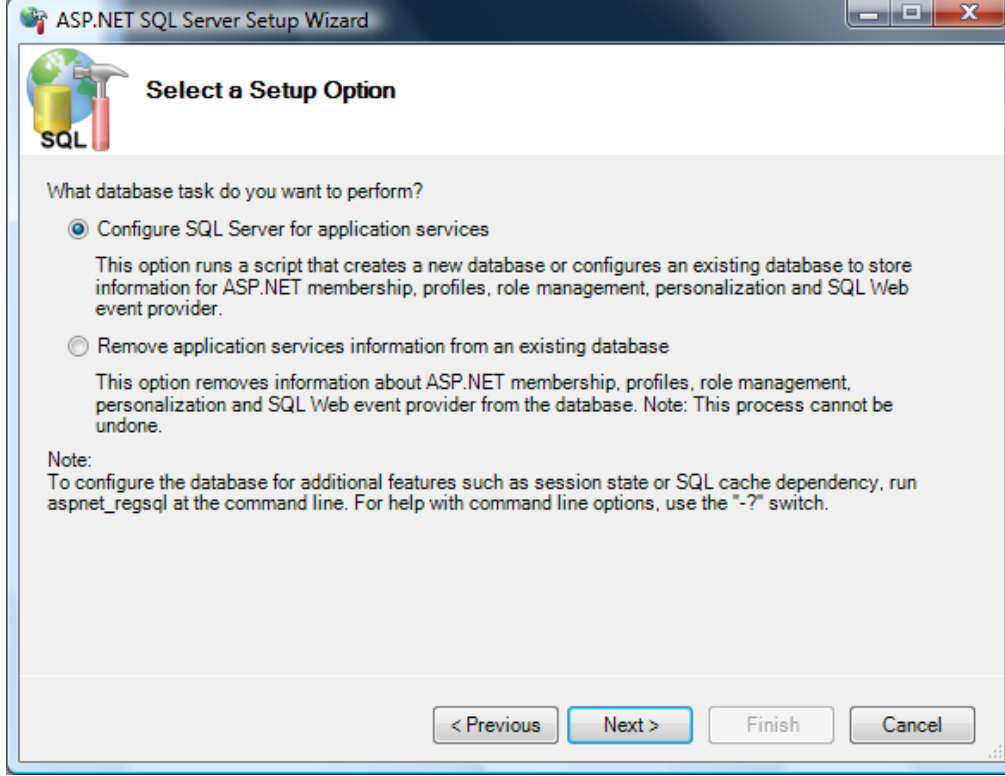 ASP.NET SQL Server Setup Wizard
Select a Setup Option
SQL
What database task do you want to perform?
Configure SQL Server for application services
This option runs a script that creates a new database or configures an existing database to store
information for ASP.NET membership, profiles, role management, personalization and SQL Web
event provider.
Remove application services information from an existing database
This option removes information about ASP.NET membership, profiles, role management,
personalization and SQL Web event provider from the database. Note: This process cannot be
undone.
Note:
To configure the database for additional features such as session state or SQL cache dependency, run
aspnet_regsql at the command line. For help with command line options, use the "-?" switch.
< Previous Next > Finish Cancel